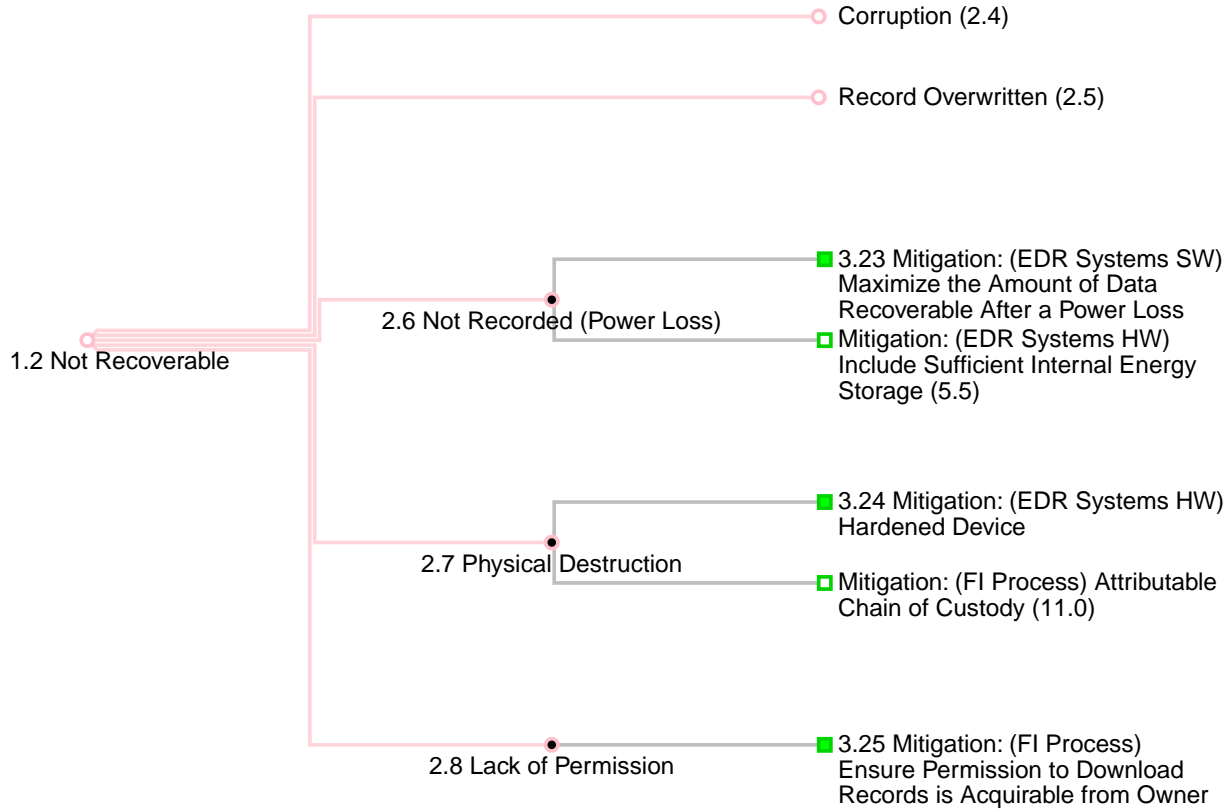 Corruption (2.4)
Record Overwritten (2.5)
3.23 Mitigation: (EDR Systems SW)
Maximize the Amount of Data
Recoverable After a Power Loss
2.6 Not Recorded (Power Loss)
Mitigation: (EDR Systems HW)
Include Sufficient Internal Energy
Storage (5.5)
1.2 Not Recoverable
3.24 Mitigation: (EDR Systems HW)
Hardened Device
2.7 Physical Destruction
Mitigation: (FI Process) Attributable
Chain of Custody (11.0)
2.8 Lack of Permission
3.25 Mitigation: (FI Process)
Ensure Permission to Download
Records is Acquirable from Owner